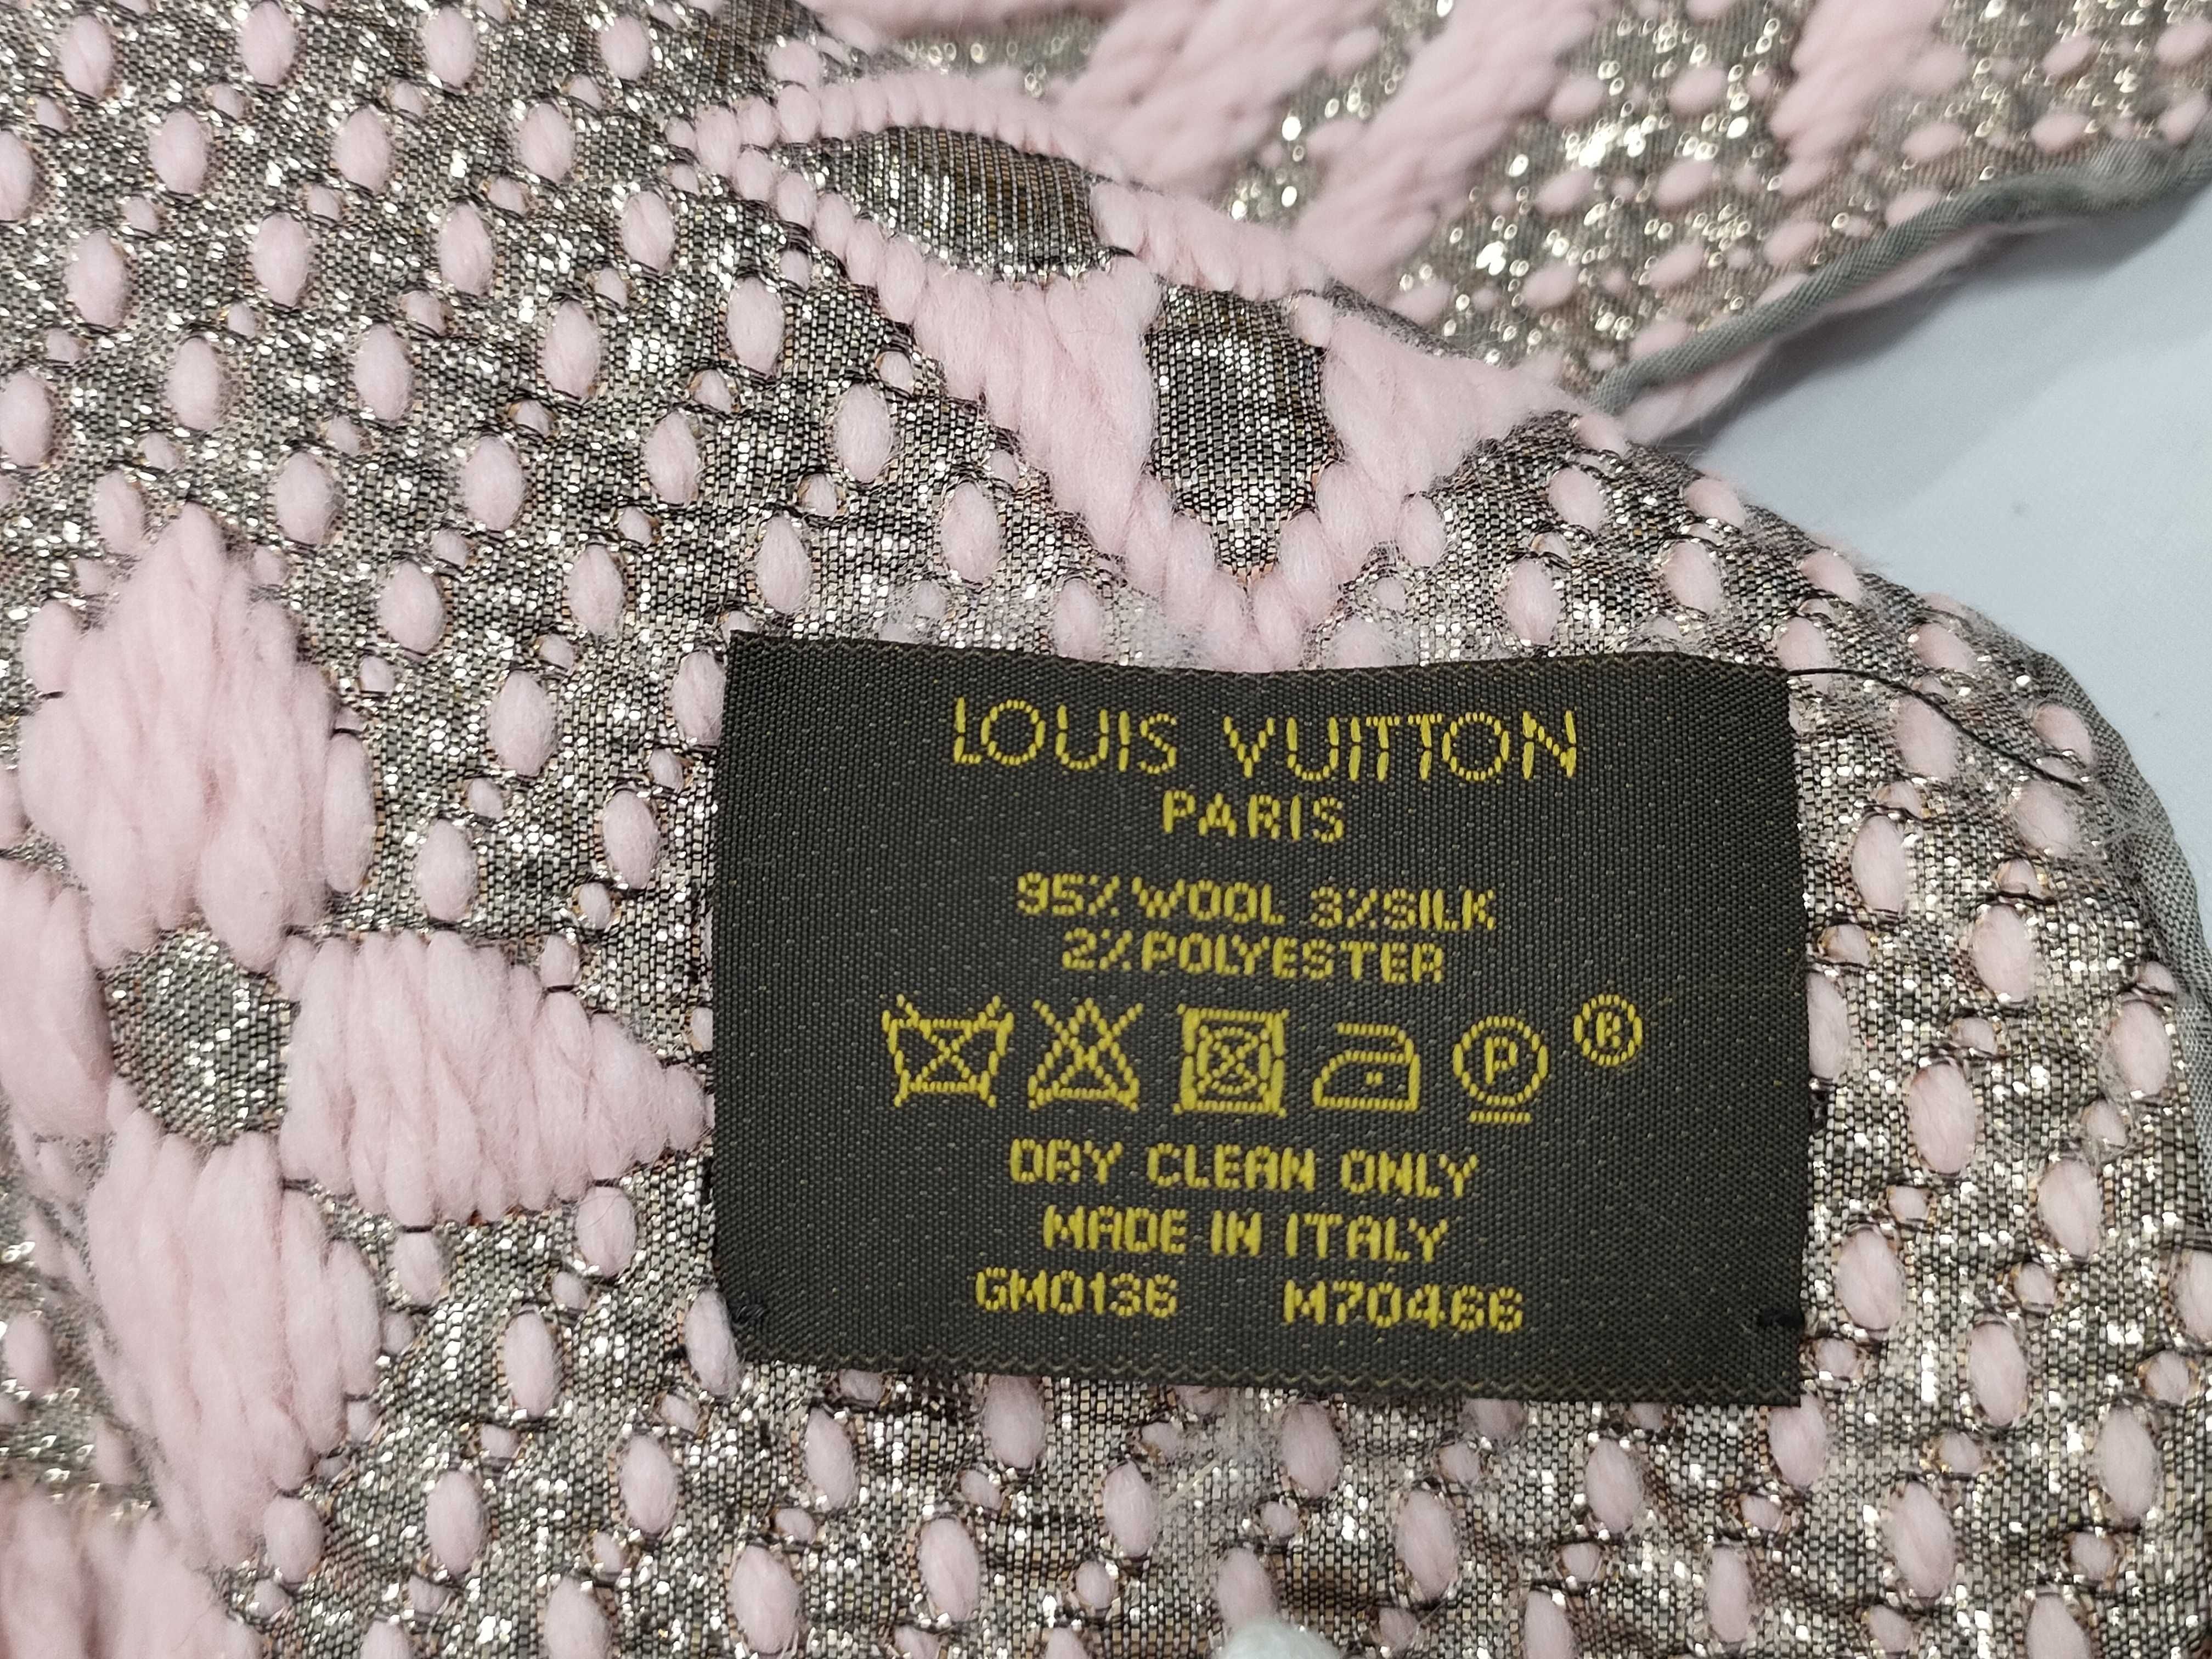 LOUIS VUITTON
PARIS
95% WOOL 3% SILK
2% POLYESTER
P ®
DRY CLEAN ONLY
MADE IN ITALY
GM0136 M70466